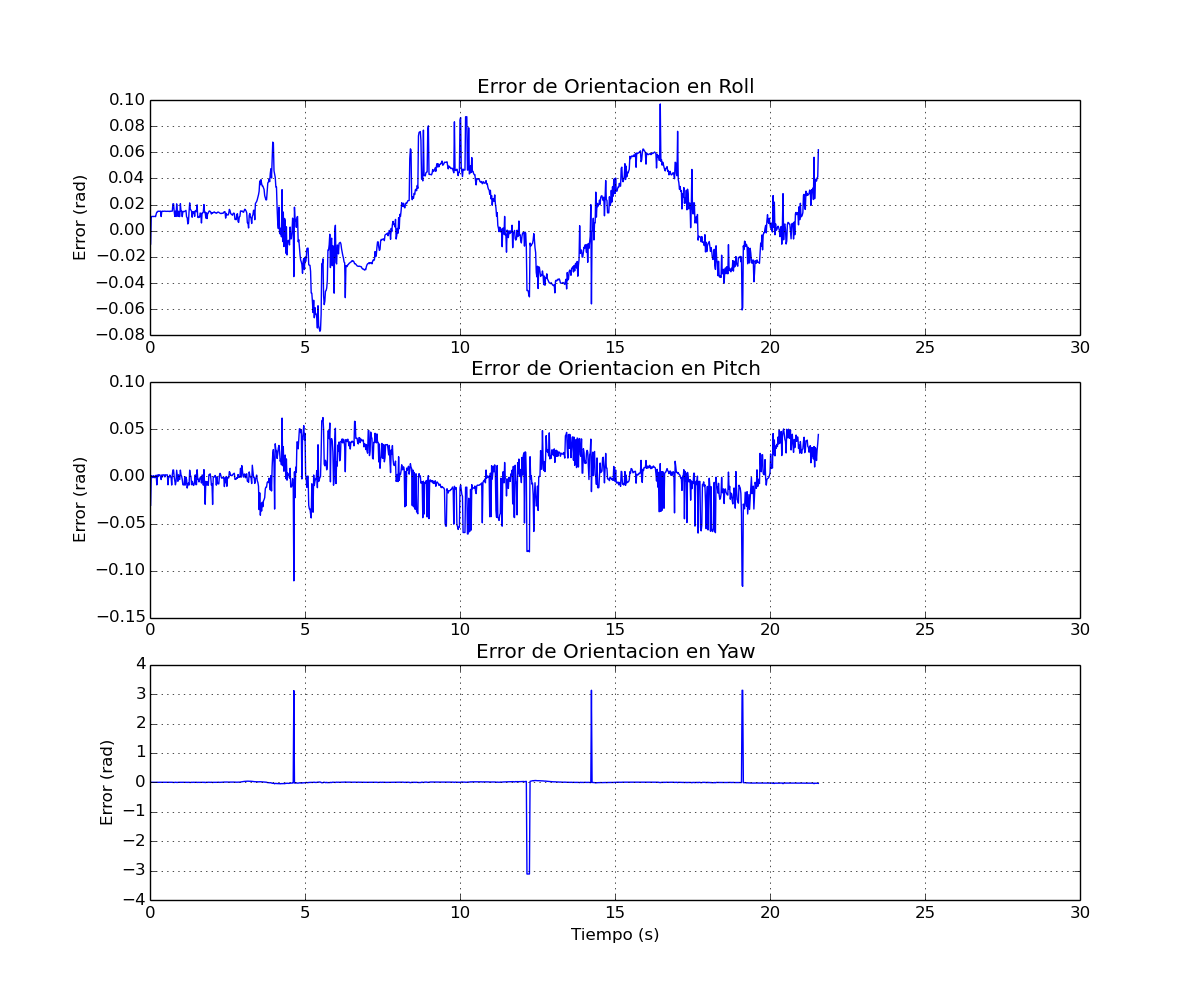 Error de Orientacion en Roll
Error (rad)
0.10
0.08
0.06
0.04
0.02
0.00
−0.02
−0.04
−0.06
−0.08
0 5 10 15 20 25 30
Error de Orientacion en Pitch
Error (rad)
0.10
0.05
0.00
−0.05
−0.10
−0.15
0 5 10 15 20 25 30
Error de Orientacion en Yaw
Error (rad)
4
3
2
1
0
−1
−2
−3
−4
0 5 10 15 20 25 30
Tiempo (s)